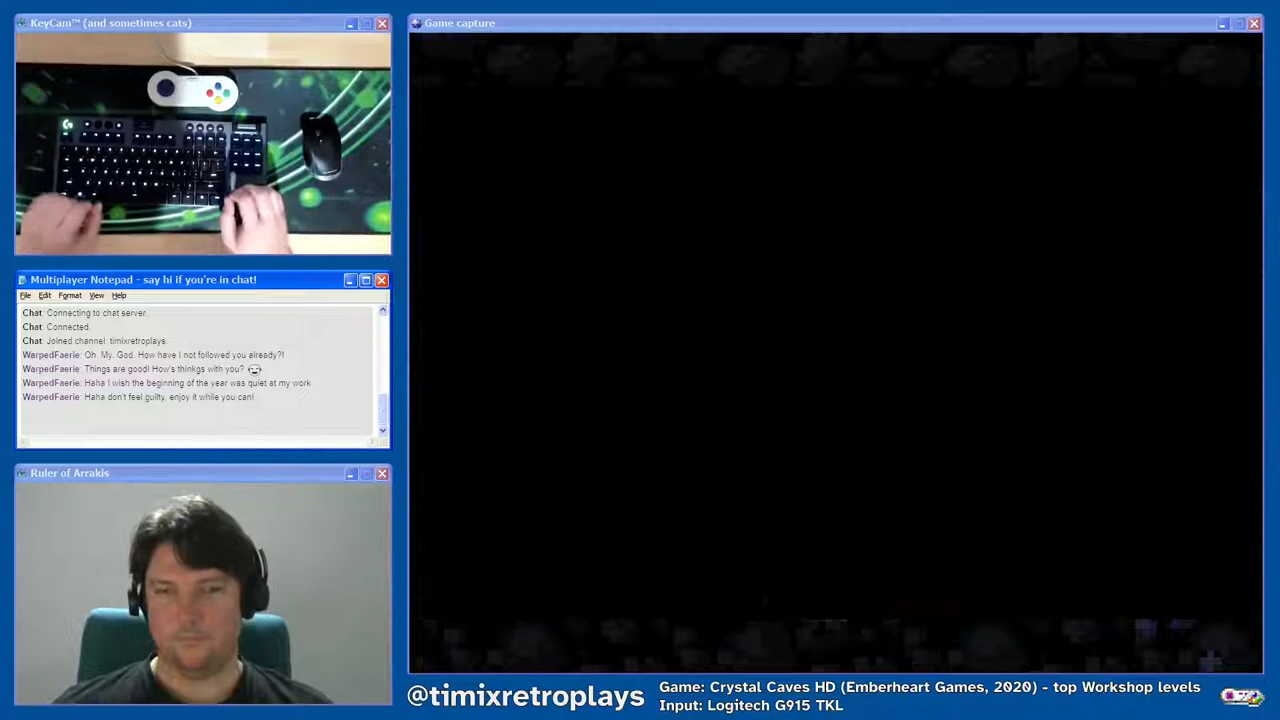 KeyCam™ (and sometimes cats)
Game capture
Multiplayer Notepad - say hi if you're in chat!
File Edit Format View Help
Chat: Connecting to chat server.
Chat: Connected.
Chat: Joined channel: timixretroplays.
WarpedFaerie: Oh. My. God. How have I not followed you already?!
WarpedFaerie: Things are good! How's thinkgs with you?
WarpedFaerie: Haha I wish the beginning of the year was quiet at my work
WarpedFaerie: Haha don't feel guilty, enjoy it while you can!
Ruler of Arrakis
@timixretroplays
Game: Crystal Caves HD (Emberheart Games, 2020) - top Workshop levels
Input: Logitech G915 TKL